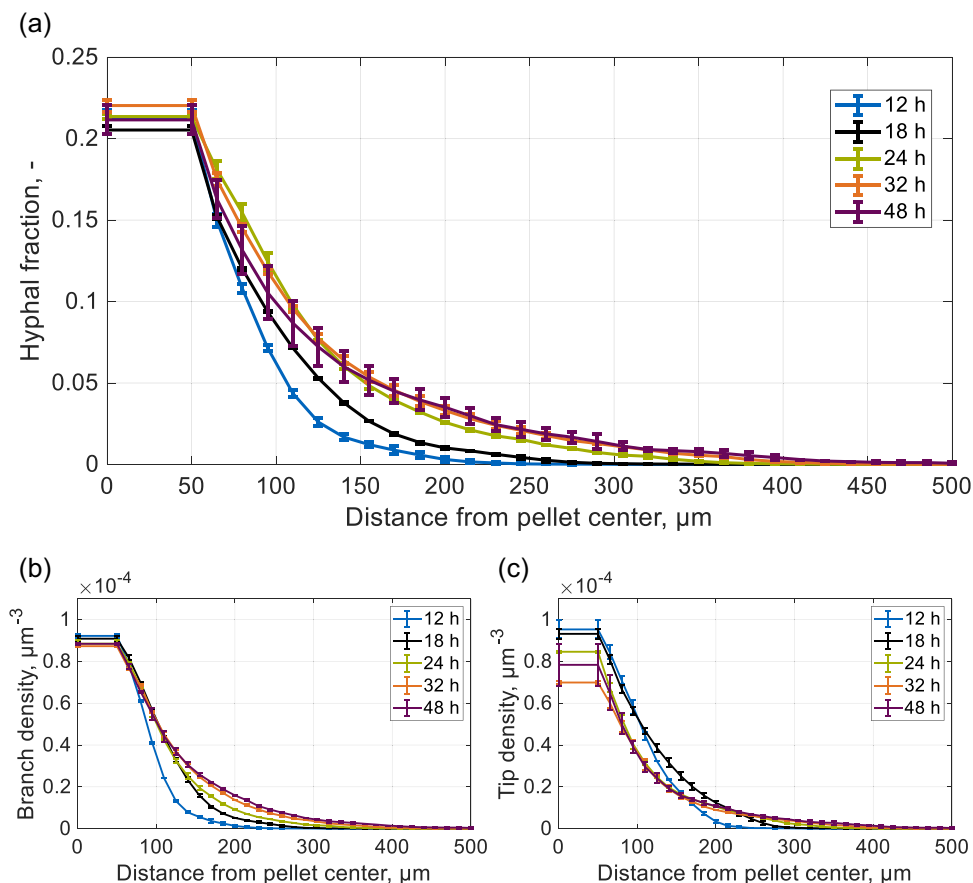 (a)
0.25
0.2
0.15
0.1
0.05
0
Hyphal fraction, -
12 h
18 h
24 h
32 h
48 h
0 50 100 150 200 250 300 350 400 450 500
Distance from pellet center, µm
(b)
×10⁻⁴
1
0.8
0.6
0.4
0.2
0
Branch density, µm⁻³
12 h
18 h
24 h
32 h
48 h
0 100 200 300 400 500
Distance from pellet center, µm
(c)
×10⁻⁴
1
0.8
0.6
0.4
0.2
0
Tip density, µm⁻³
12 h
18 h
24 h
32 h
48 h
0 100 200 300 400 500
Distance from pellet center, µm